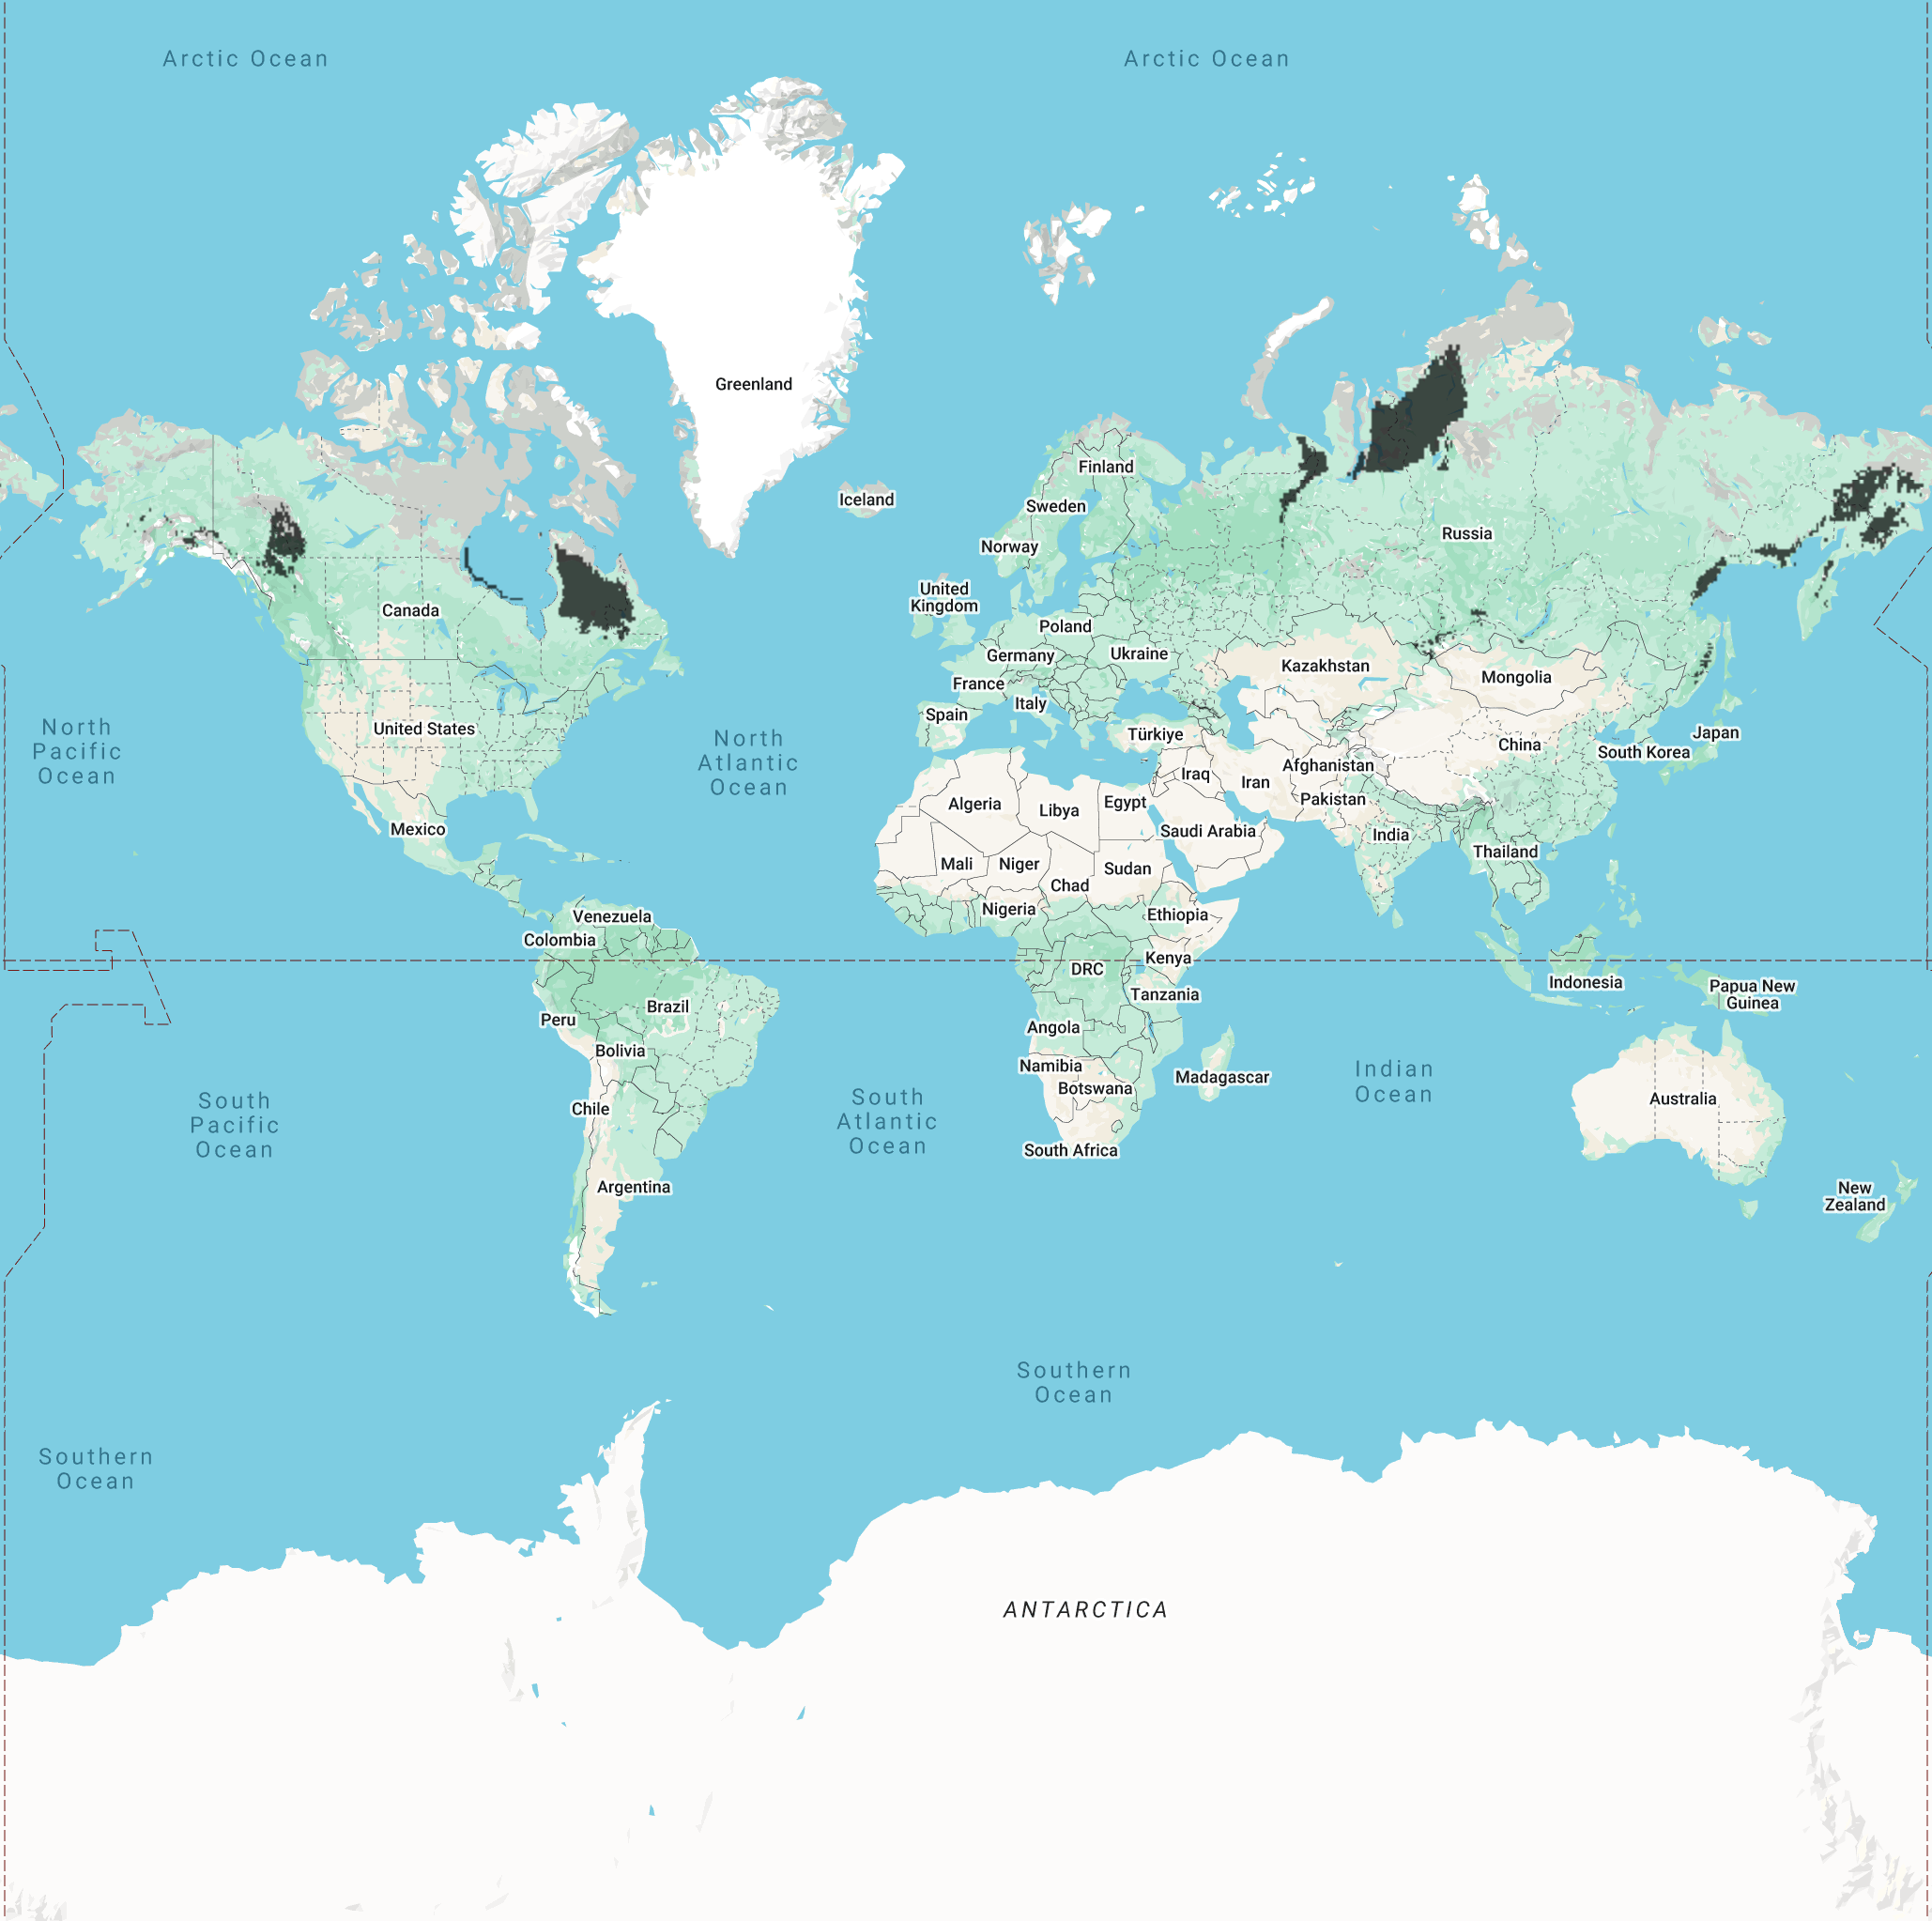 Arctic Ocean
Arctic Ocean
Greenland
Iceland
Finland
Sweden
Norway
Russia
United
Kingdom
Canada
Poland
Germany
Ukraine
Kazakhstan
Mongolia
France
Italy
Spain
United States
Türkiye
Japan
China
South Korea
North
Pacific
Ocean
North
Atlantic
Ocean
Iraq
Iran
Afghanistan
Pakistan
Algeria
Libya
Egypt
Saudi Arabia
India
Mexico
Mali
Niger
Chad
Sudan
Thailand
Nigeria
Ethiopia
Venezuela
Colombia
Kenya
DRC
Indonesia
Papua New
Guinea
Tanzania
Brazil
Peru
Angola
Bolivia
Namibia
Botswana
Madagascar
Indian
Ocean
Chile
Australia
South
Pacific
Ocean
South
Atlantic
Ocean
South Africa
Argentina
New
Zealand
Southern
Ocean
Southern
Ocean
ANTARCTICA